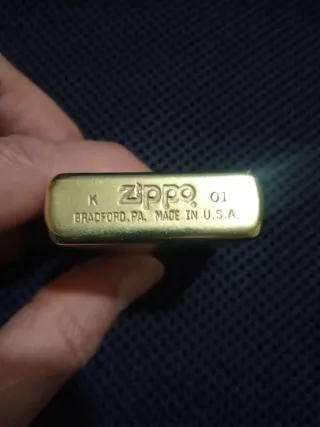 K Zippo 01
BRADFORD, PA. MADE IN U.S.A.